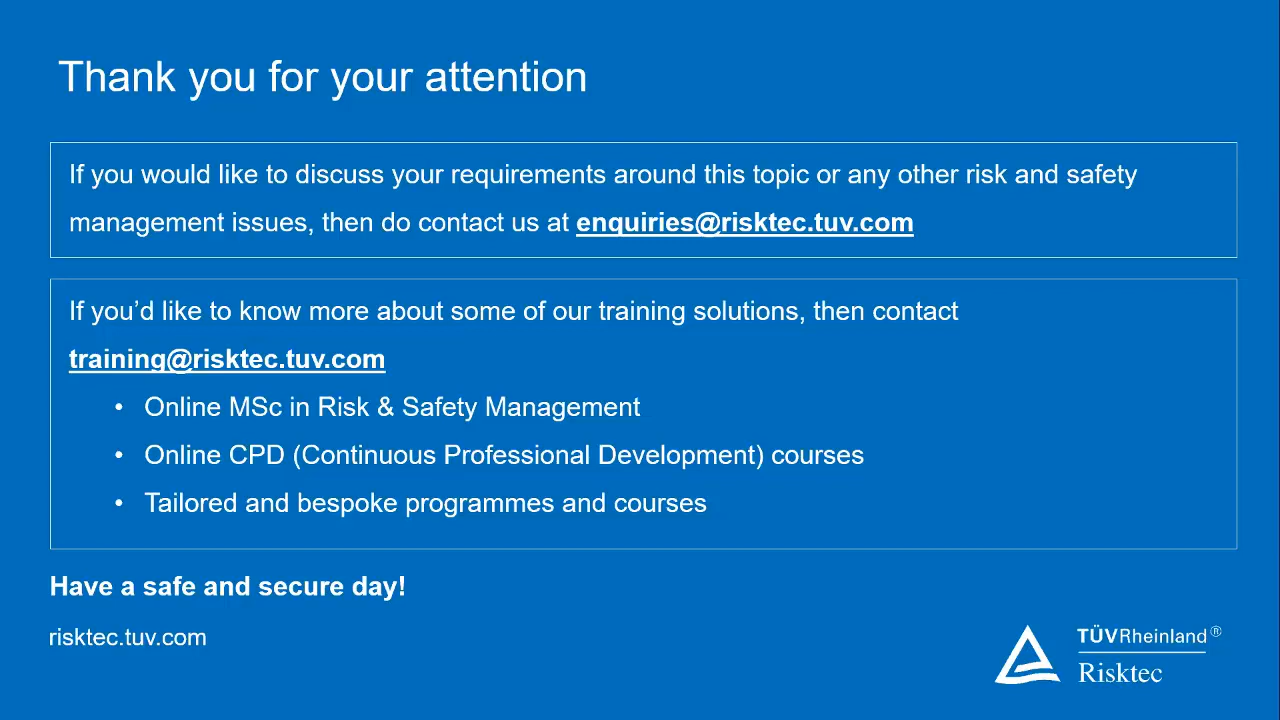 Thank you for your attention
If you would like to discuss your requirements around this topic or any other risk and safety
management issues, then do contact us at enquiries@risktec.tuv.com
If you’d like to know more about some of our training solutions, then contact
training@risktec.tuv.com
• Online MSc in Risk & Safety Management
• Online CPD (Continuous Professional Development) courses
• Tailored and bespoke programmes and courses
Have a safe and secure day!
risktec.tuv.com
TÜVRheinland®
Risktec